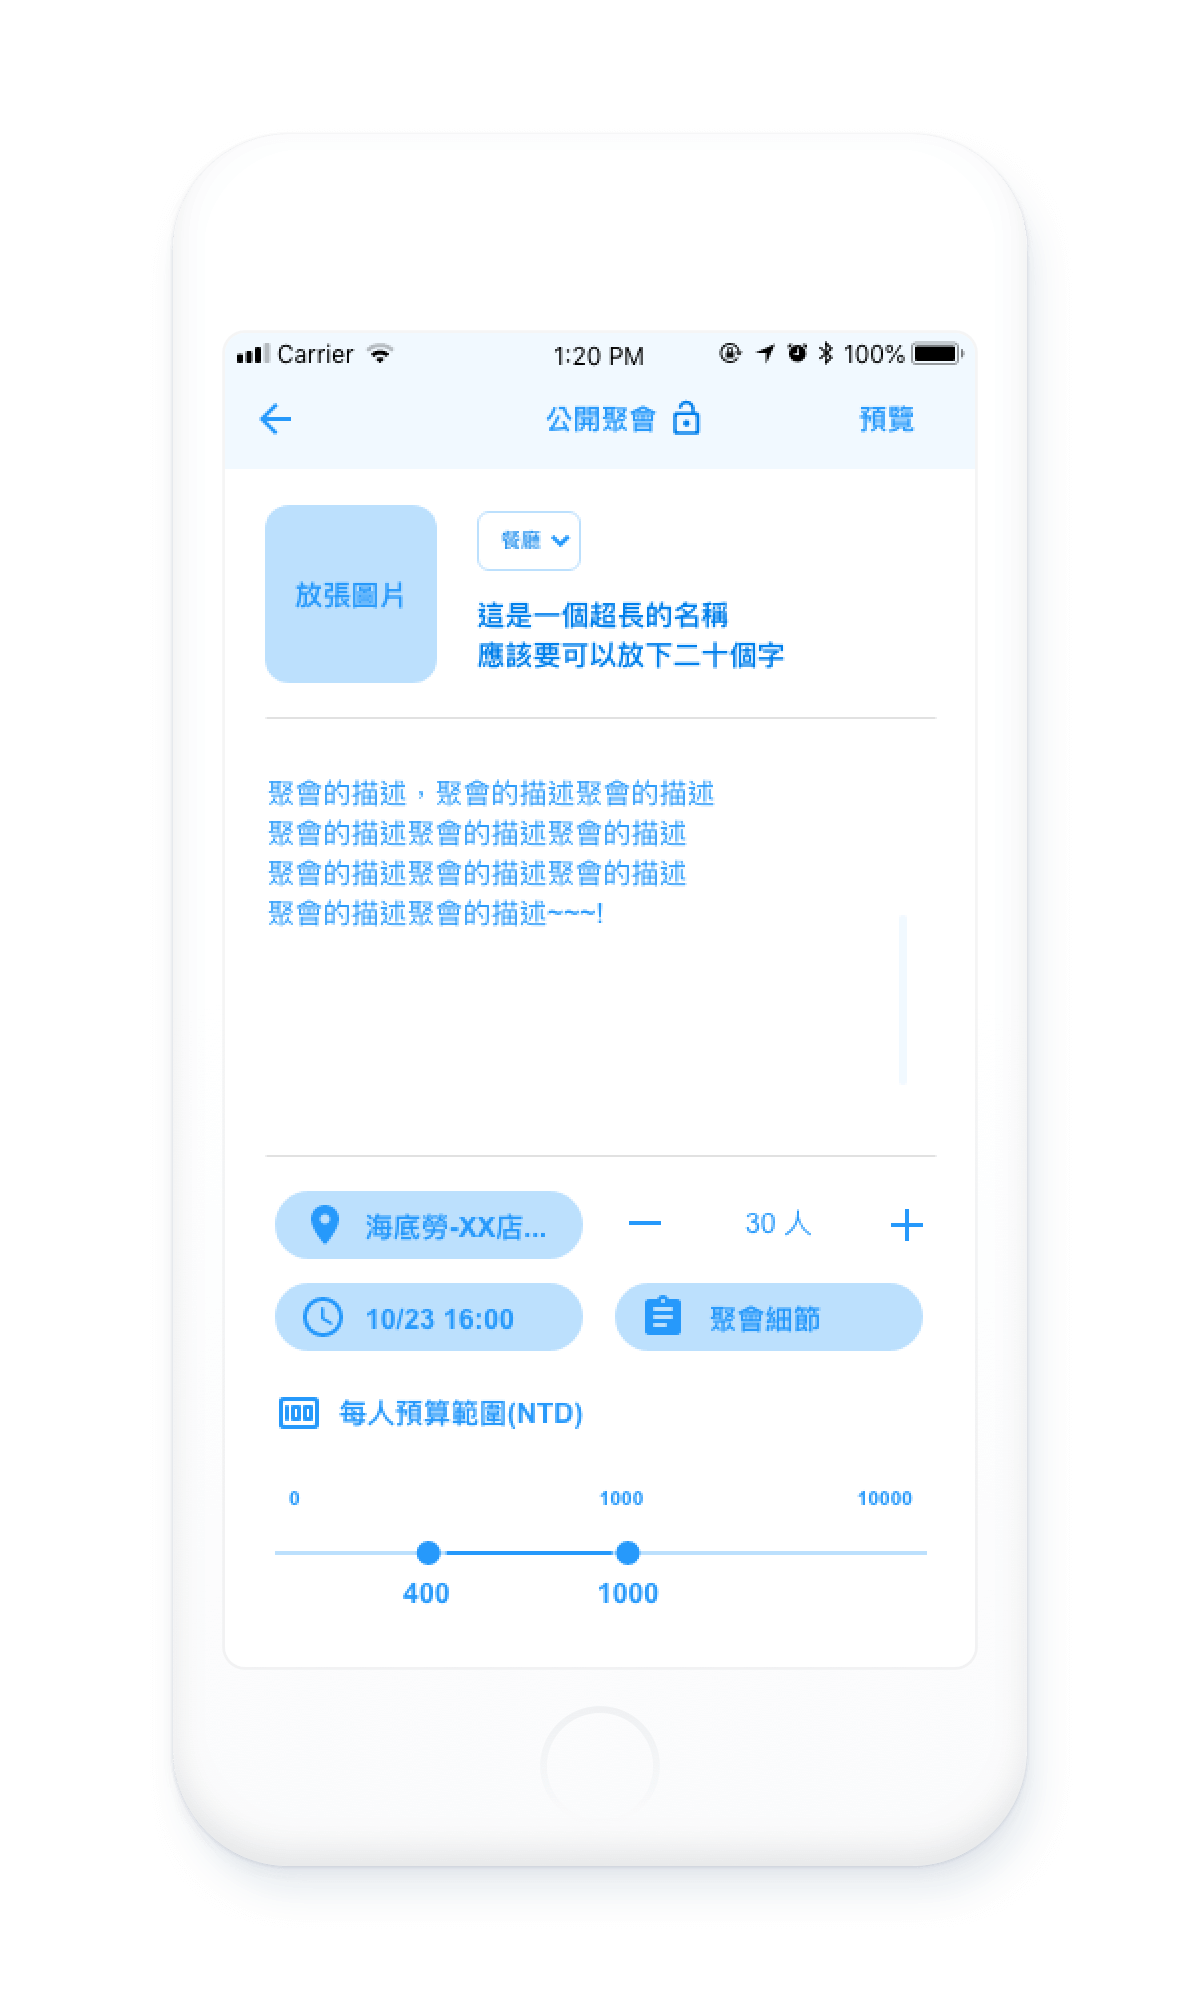 Carrier 1:20 PM 100%
公開聚會 預覽
餐廳
放張圖片
這是一個超長的名稱
應該要可以放下二十個字
聚會的描述，聚會的描述聚會的描述
聚會的描述聚會的描述聚會的描述
聚會的描述聚會的描述聚會的描述
聚會的描述聚會的描述~~~!
海底勞-XX店... 30 人
10/23 16:00 聚會細節
100 每人預算範圍(NTD)
0 1000 10000
400 1000